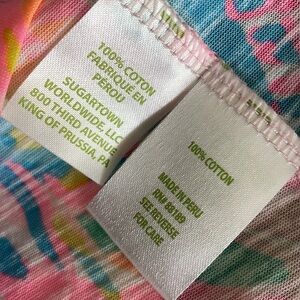 100% COTTON
FABRIQUE EN
PEROU
SUGARTOWN
WORLDWIDE, LLC
800 THIRD AVENUE
KING OF PRUSSIA, PA
100% COTTON
MADE IN PERU
RN# 89188
SEE REVERSE
FOR CARE